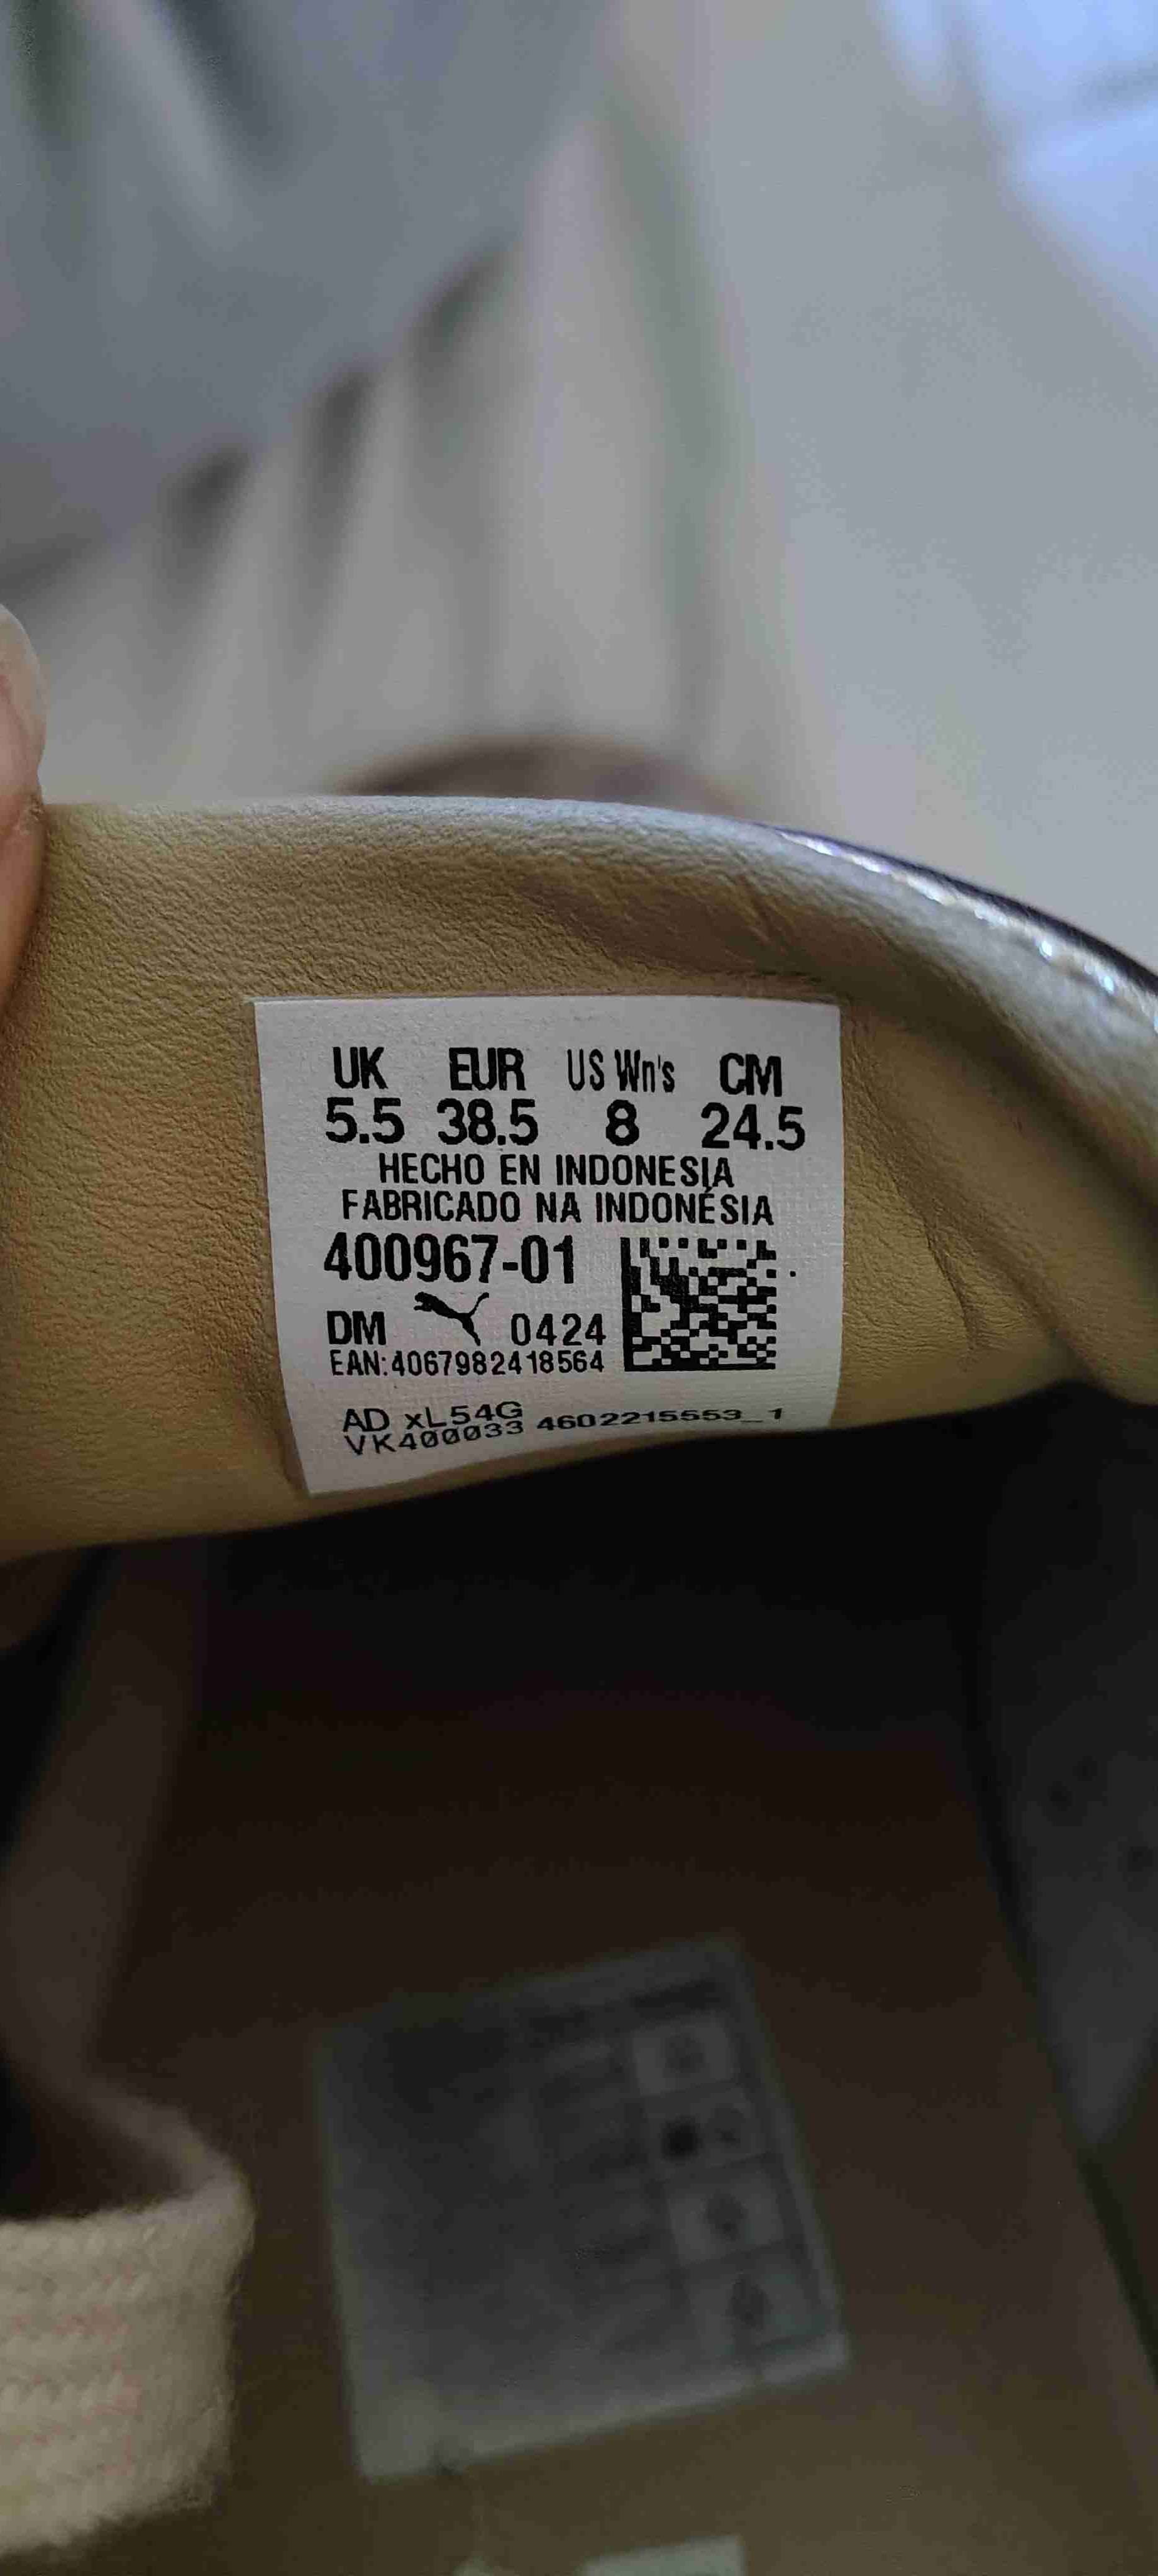 UK EUR US Wn's CM
5.5 38.5 8 24.5
HECHO EN INDONESIA
FABRICADO NA INDONÉSIA
400967-01
DM 0424
EAN:4067982418564
AD xL54G
VK400033 4602215553_1